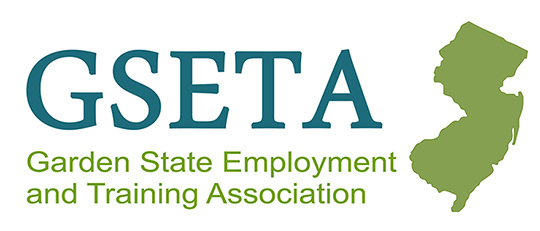 GSETA
Garden State Employment
and Training Association